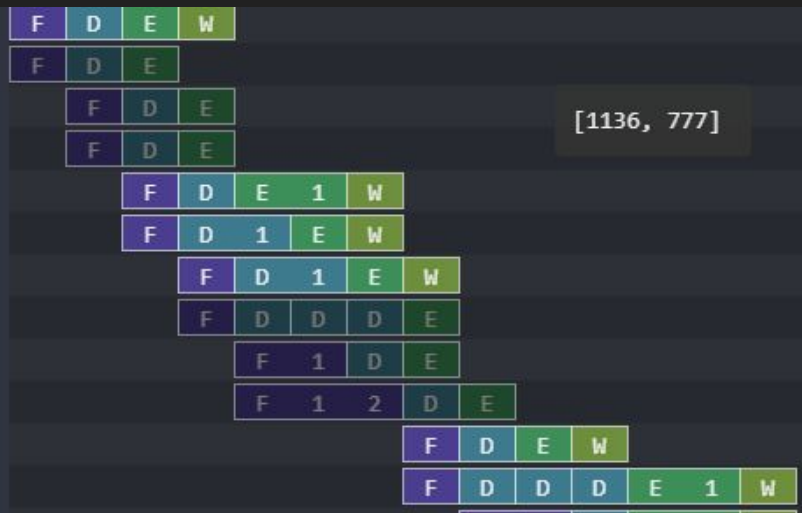 F D E W
F D E
F D E
[1136, 777]
F D E
F D E 1 W
F D 1 E W
F D 1 E W
F D D D E
F 1 D E
F 1 2 D E
F D E W
F D D D E 1 W